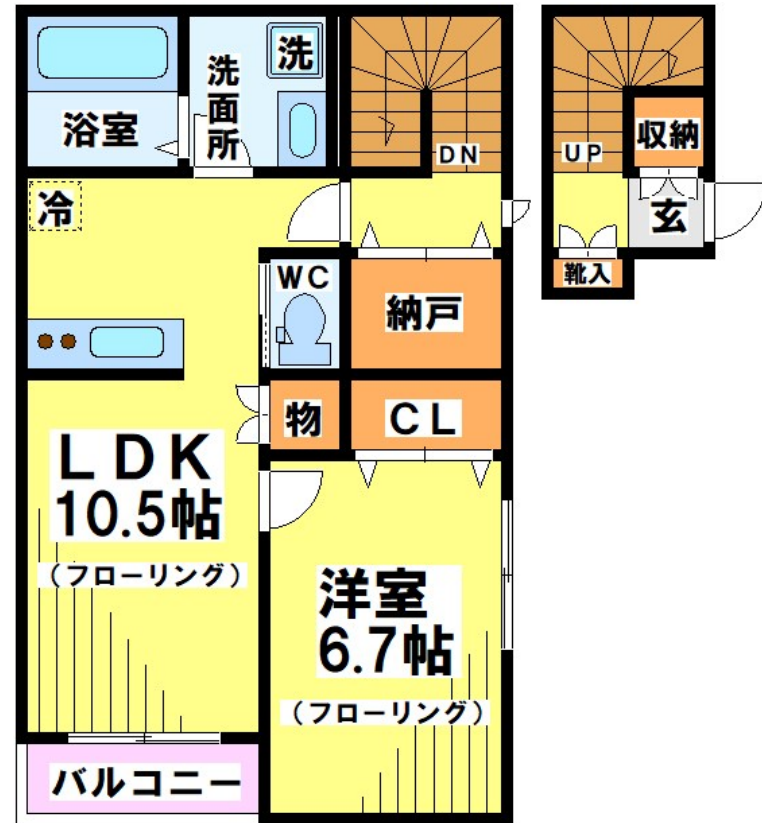 洗
洗面所
浴室
DN
UP
収納
冷
玄
WC
納戸
靴入
物
CL
LDK
10.5帖
（フローリング）
洋室
6.7帖
（フローリング）
バルコニー